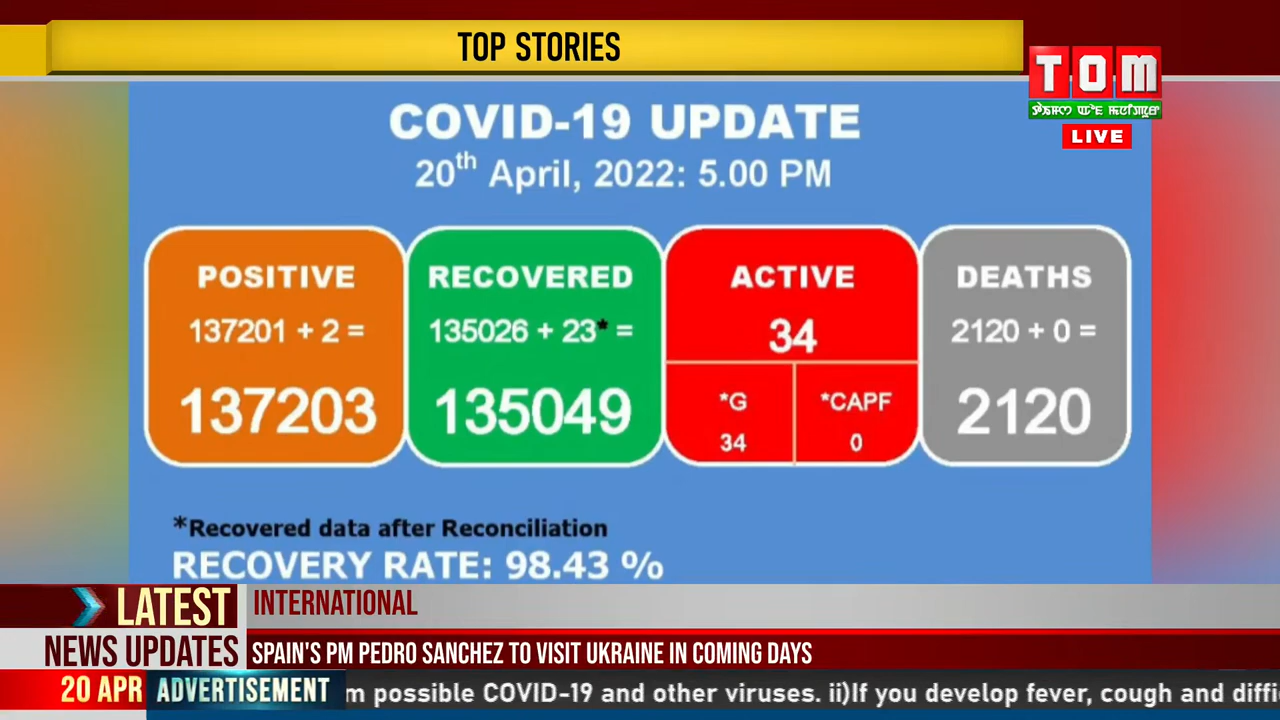 TOP STORIES
TOM
LIVE
COVID-19 UPDATE
20th April, 2022: 5.00 PM
POSITIVE
137201 + 2 =
137203
RECOVERED
135026 + 23* =
135049
ACTIVE
34
*G
34
*CAPF
0
DEATHS
2120 + 0 =
2120
*Recovered data after Reconciliation
RECOVERY RATE: 98.43 %
LATEST
NEWS UPDATES
INTERNATIONAL
SPAIN'S PM PEDRO SANCHEZ TO VISIT UKRAINE IN COMING DAYS
20 APR
ADVERTISEMENT
m possible COVID-19 and other viruses. ii)If you develop fever, cough and diffi